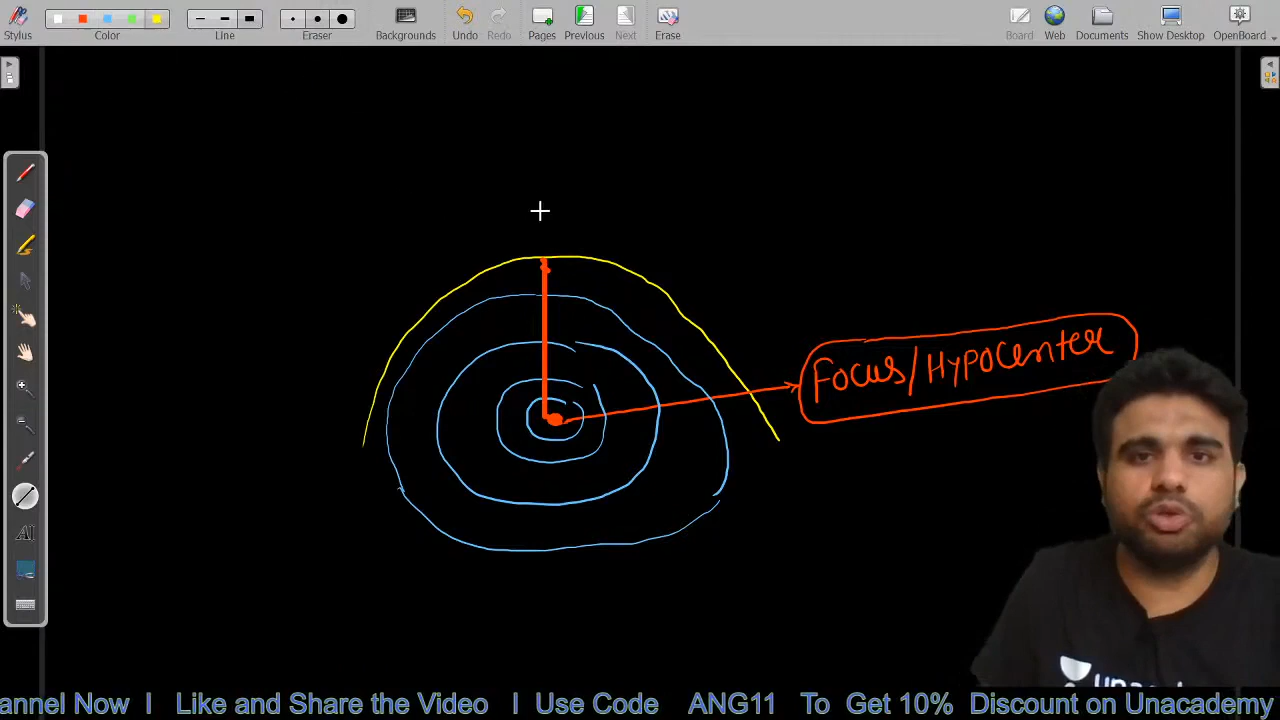 Stylus
Color
Line
Eraser
Backgrounds
Undo
Redo
Pages
Previous
Next
Erase
Board
Web
Documents
Show Desktop
OpenBoard
Focus/Hypocenter
AI
annel Now I Like and Share the Video I Use Code ANG11 To Get 10% Discount on Unacademy